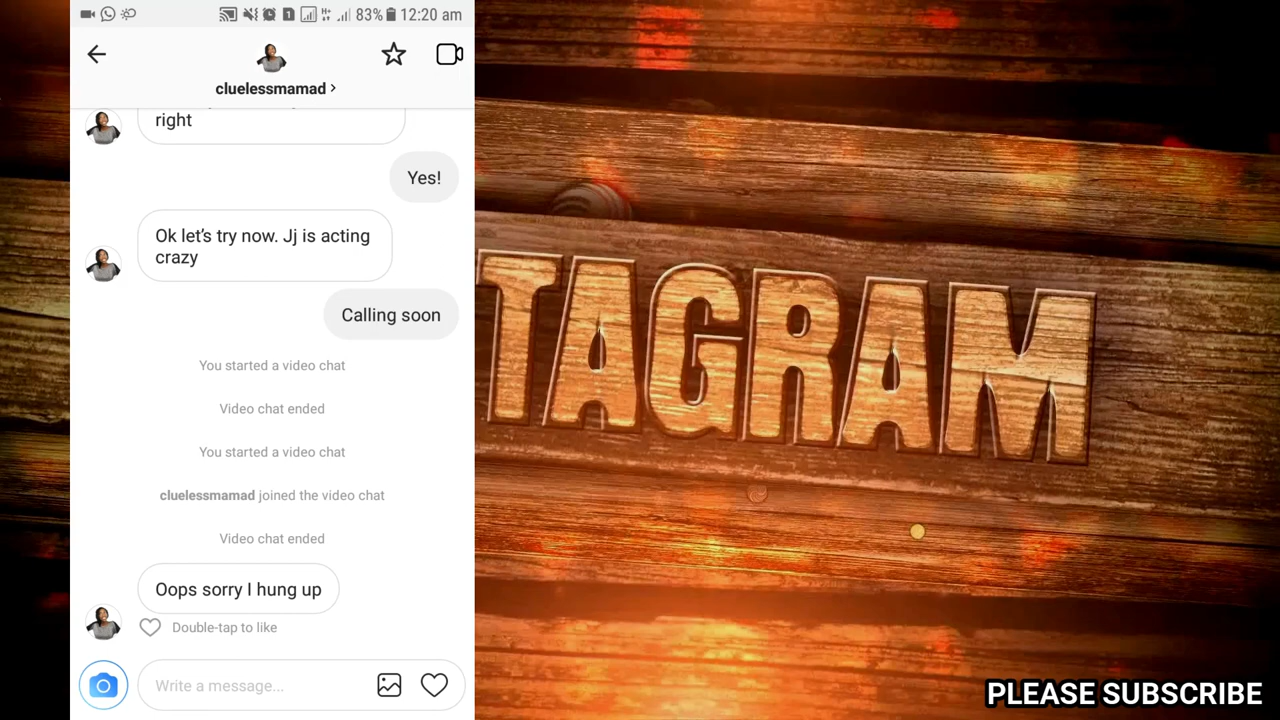 83% 12:20 am
cluelessmamad
right
Yes!
Ok let's try now. Jj is acting
crazy
Calling soon
You started a video chat
Video chat ended
You started a video chat
cluelessmamad joined the video chat
Video chat ended
Oops sorry I hung up
Double-tap to like
Write a message...
TAGRAM
PLEASE SUBSCRIBE